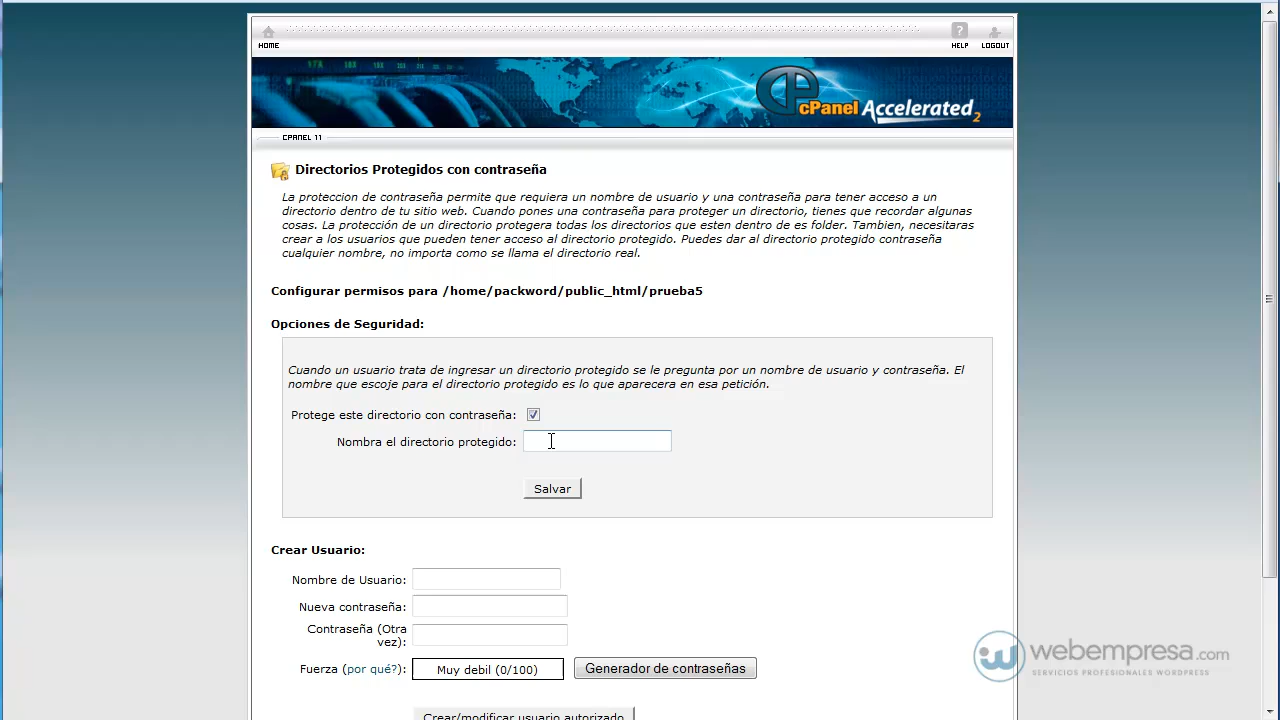 HOME
HELP
LOGOUT
cPanel Accelerated2
CPANEL 11
Directorios Protegidos con contraseña
La proteccion de contraseña permite que requiera un nombre de usuario y una contraseña para tener acceso a un
directorio dentro de tu sitio web. Cuando pones una contraseña para proteger un directorio, tienes que recordar algunas
cosas. La protección de un directorio protegera todas los directorios que esten dentro de es folder. Tambien, necesitaras
crear a los usuarios que pueden tener acceso al directorio protegido. Puedes dar al directorio protegido contraseña
cualquier nombre, no importa como se llama el directorio real.
Configurar permisos para /home/packword/public_html/prueba5
Opciones de Seguridad:
Cuando un usuario trata de ingresar un directorio protegido se le pregunta por un nombre de usuario y contraseña. El
nombre que escoje para el directorio protegido es lo que aparecera en esa petición.
Protege este directorio con contraseña:
Nombra el directorio protegido:
Salvar
Crear Usuario:
Nombre de Usuario:
Nueva contraseña:
Contraseña (Otra
vez):
Fuerza (por qué?):
Muy debil (0/100)
Generador de contraseñas
Crear/modificar usuario autorizado
webempresa.com
SERVICIOS PROFESIONALES WORDPRESS